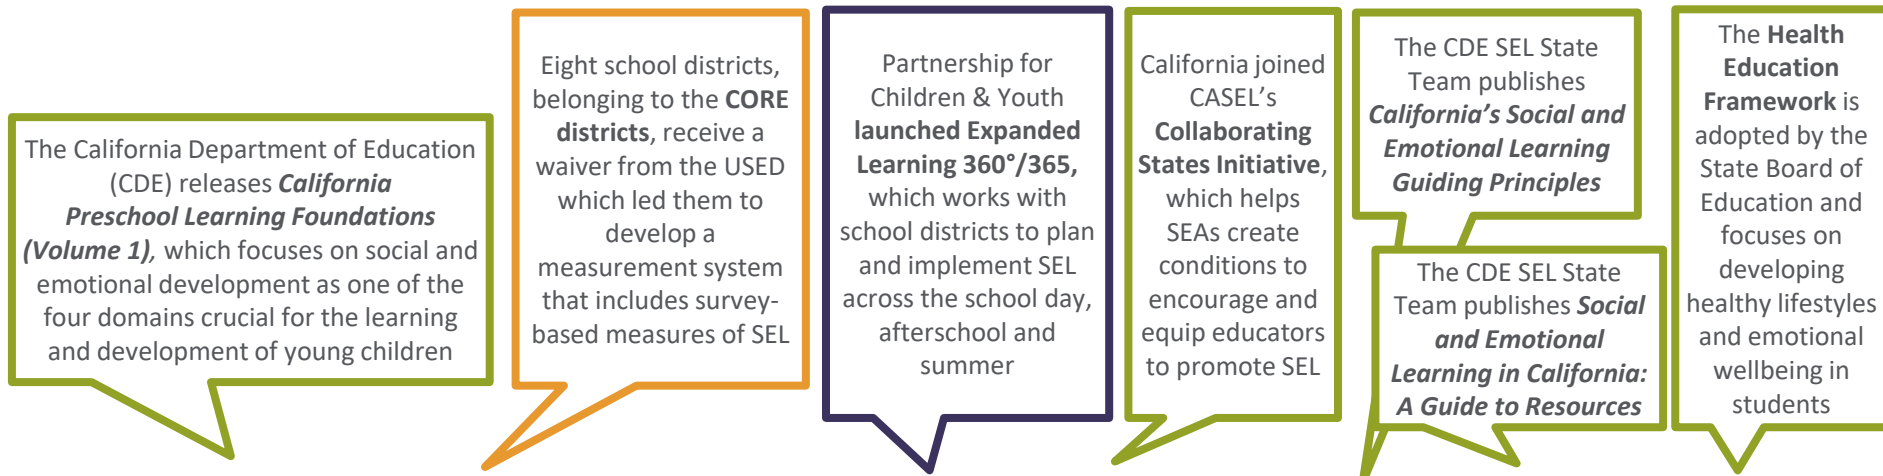 The California Department of Education
(CDE) releases California
Preschool Learning Foundations
(Volume 1), which focuses on social and
emotional development as one of the
four domains crucial for the learning
and development of young children
Eight school districts,
belonging to the CORE
districts, receive a
waiver from the USED
which led them to
develop a
measurement system
that includes survey-
based measures of SEL
Partnership for
Children & Youth
launched Expanded
Learning 360°/365,
which works with
school districts to plan
and implement SEL
across the school day,
afterschool and
summer
California joined
CASEL’s
Collaborating
States Initiative,
which helps
SEAs create
conditions to
encourage and
equip educators
to promote SEL
The CDE SEL State
Team publishes
California’s Social and
Emotional Learning
Guiding Principles
The CDE SEL State
Team publishes Social
and Emotional
Learning in California:
A Guide to Resources
The Health
Education
Framework is
adopted by the
State Board of
Education and
focuses on
developing
healthy lifestyles
and emotional
wellbeing in
students